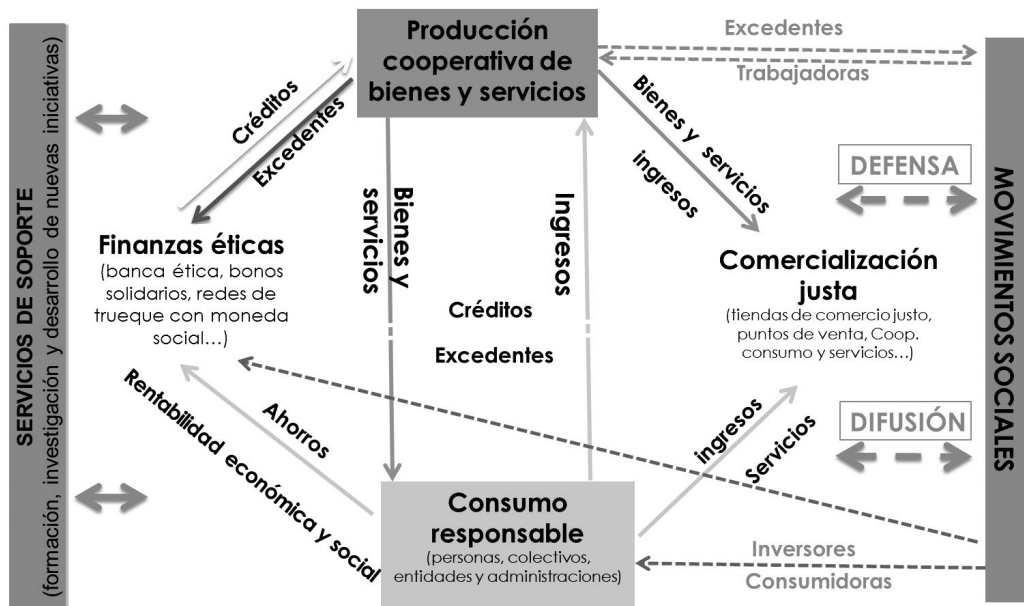 SERVICIOS DE SOPORTE
(formación, investigación y desarrollo de nuevas iniciativas)
Producción
cooperativa de
bienes y servicios
Excedentes
Trabajadoras
Créditos
Excedentes
Bienes y
servicios
Ingresos
Bienes y servicios
ingresos
DEFENSA
Finanzas éticas
(banca ética, bonos
solidarios, redes de
trueque con moneda
social...)
Comercialización
justa
(tiendas de comercio justo,
puntos de venta, Coop.
consumo y servicios...)
Créditos
Excedentes
Rentabilidad económica y social
Ahorros
ingresos
Servicios
DIFUSIÓN
Consumo
responsable
(personas, colectivos,
entidades y administraciones)
Inversores
Consumidoras
MOVIMIENTOS SOCIALES